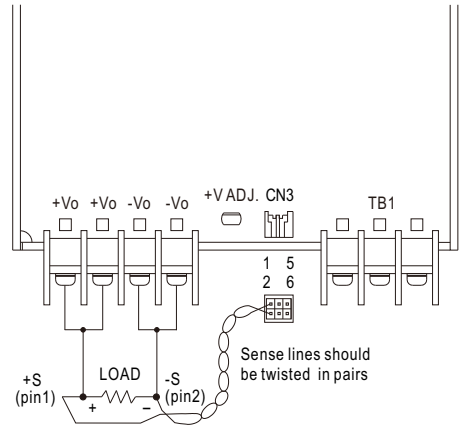 +Vo +Vo -Vo -Vo +V ADJ. CN3 TB1
1 5
2 6
Sense lines should
be twisted in pairs
+S
(pin1)
LOAD
-S
(pin2)
+ −